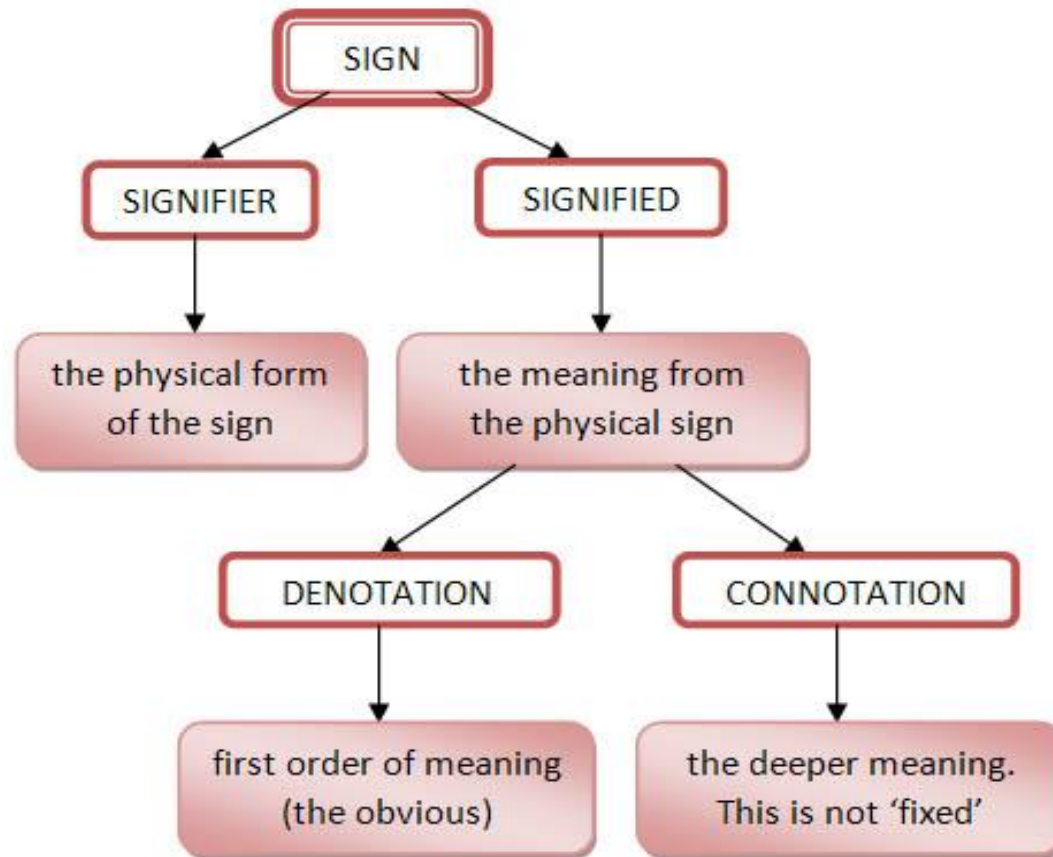 SIGN
SIGNIFIER
SIGNIFIED
the physical form
of the sign
the meaning from
the physical sign
DENOTATION
CONNOTATION
first order of meaning
(the obvious)
the deeper meaning.
This is not ‘fixed’